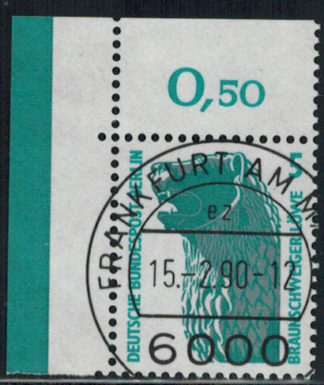 0,50
FRANKFURT AM
ez
15.-2.90-12
6000
DEUTSCHE BUNDESPOST BERLIN
5
BRAUNSCHWEIGER LÖWE